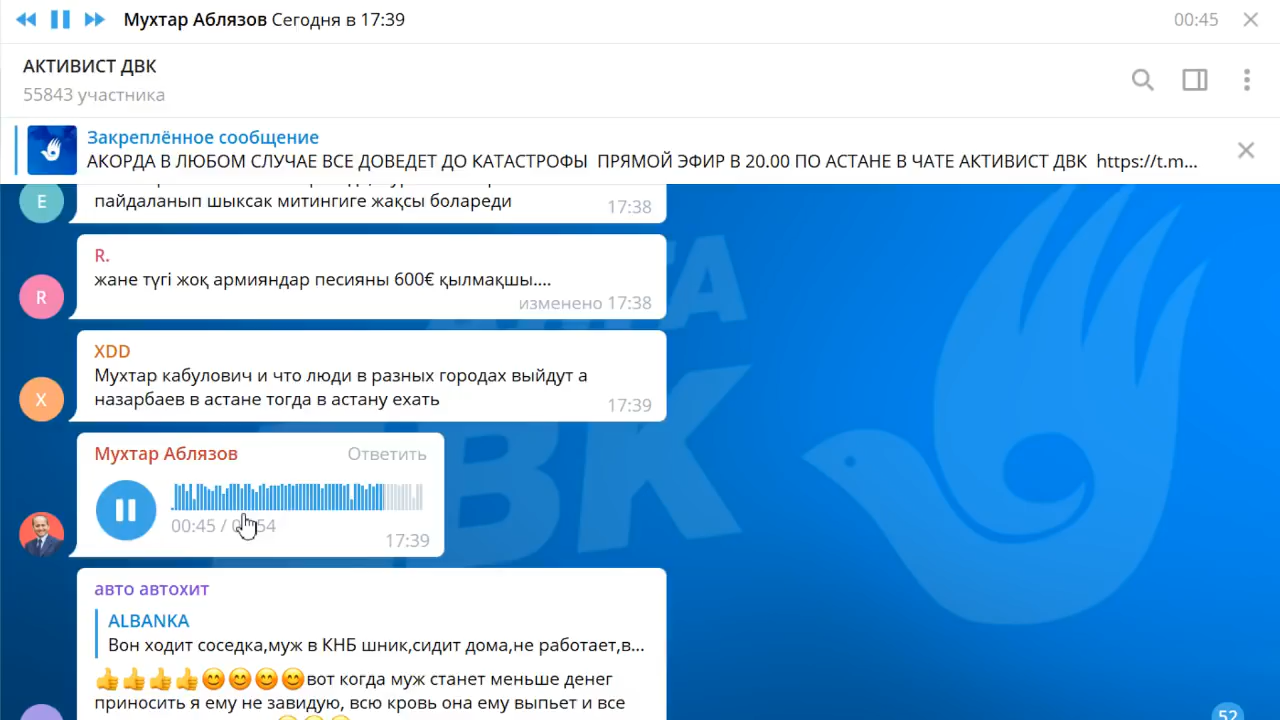 Мухтар Аблязов Сегодня в 17:39
00:45
АКТИВИСТ ДВК
55843 участника
Закреплённое сообщение
АКОРДА В ЛЮБОМ СЛУЧАЕ ВСЕ ДОВЕДЕТ ДО КАТАСТРОФЫ ПРЯМОЙ ЭФИР В 20.00 ПО АСТАНЕ В ЧАТЕ АКТИВИСТ ДВК https://t.m...
E
пайдаланып шыксак митингиге жақсы болареди
17:38
R.
R
жане түгі жоқ армияндар песияны 600€ қылмақшы....
изменено 17:38
XDD
X
Мухтар кабулович и что люди в разных городах выйдут а
назарбаев в астане тогда в астану ехать
17:39
Мухтар Аблязов
Ответить
00:45 /
54
17:39
авто автохит
ALBANKA
Вон ходит соседка,муж в КНБ шник,сидит дома,не работает,в...
👍👍👍👍😊😊😊😊вот когда муж станет меньше денег
приносить я ему не завидую, всю кровь она ему выпьет и все
52
ДВК